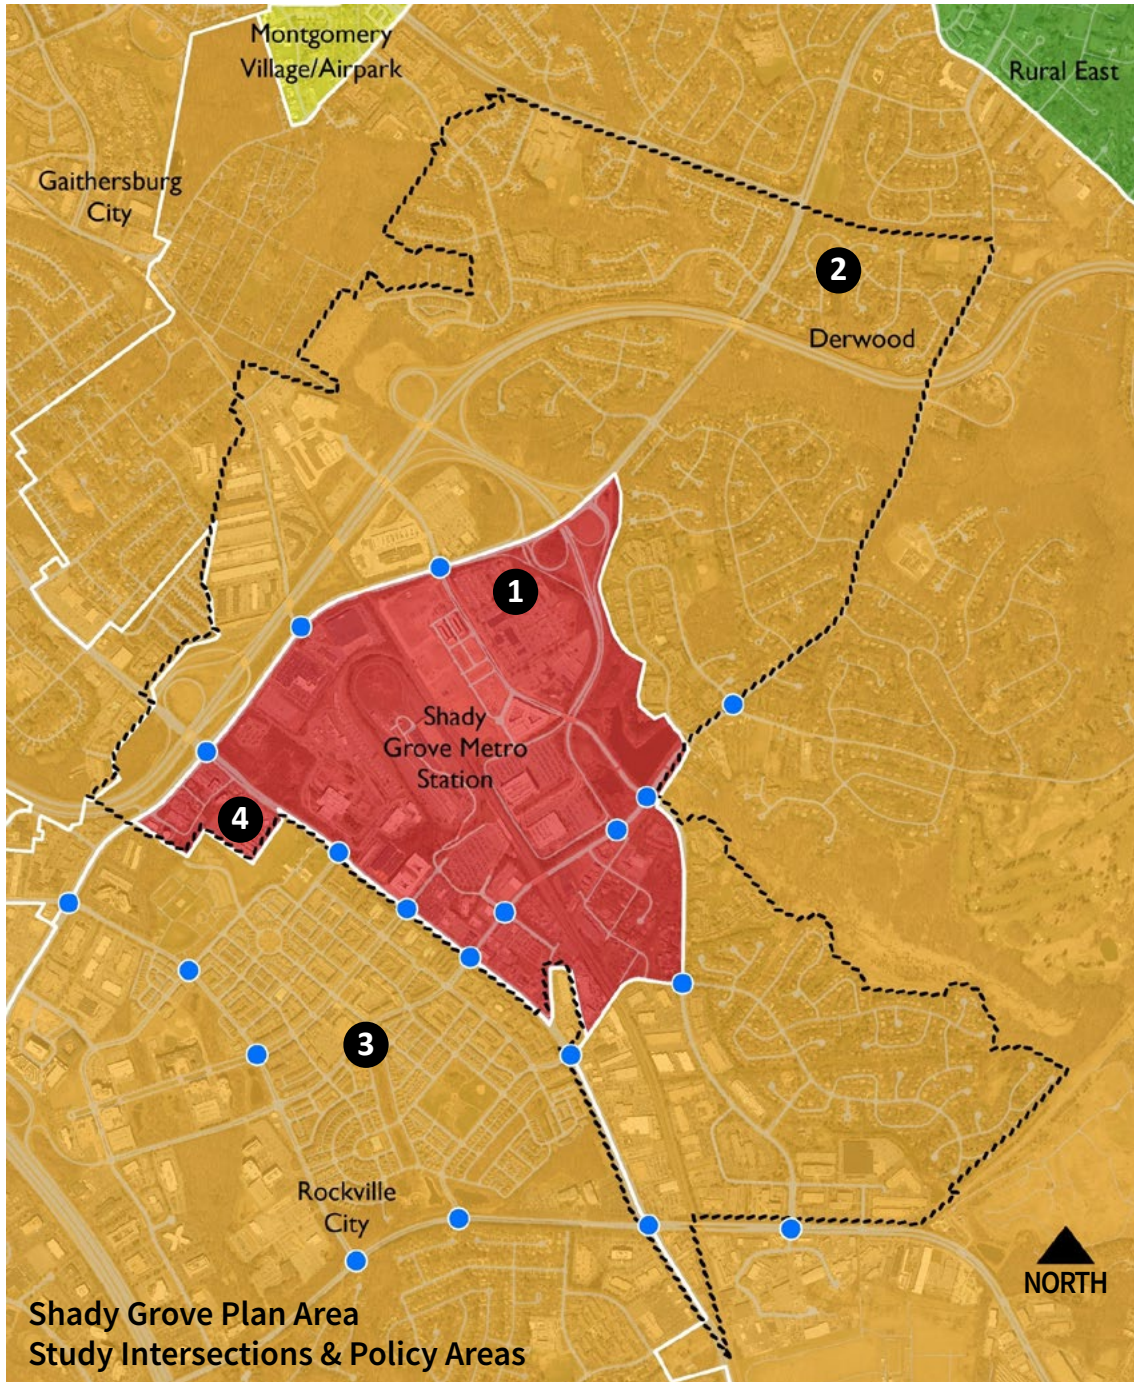 Montgomery
Village/Airpark
Rural East
Gaithersburg
City
2
Derwood
1
Shady
Grove Metro
Station
4
3
Rockville
City
NORTH
Shady Grove Plan Area
Study Intersections & Policy Areas